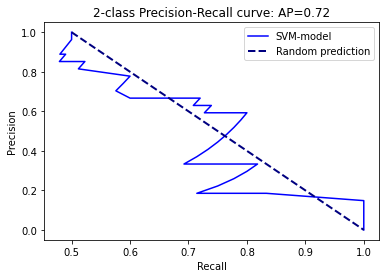 2-class Precision-Recall curve: AP=0.72
SVM-model
Random prediction
Precision
1.0
0.8
0.6
0.4
0.2
0.0
0.5 0.6 0.7 0.8 0.9 1.0
Recall